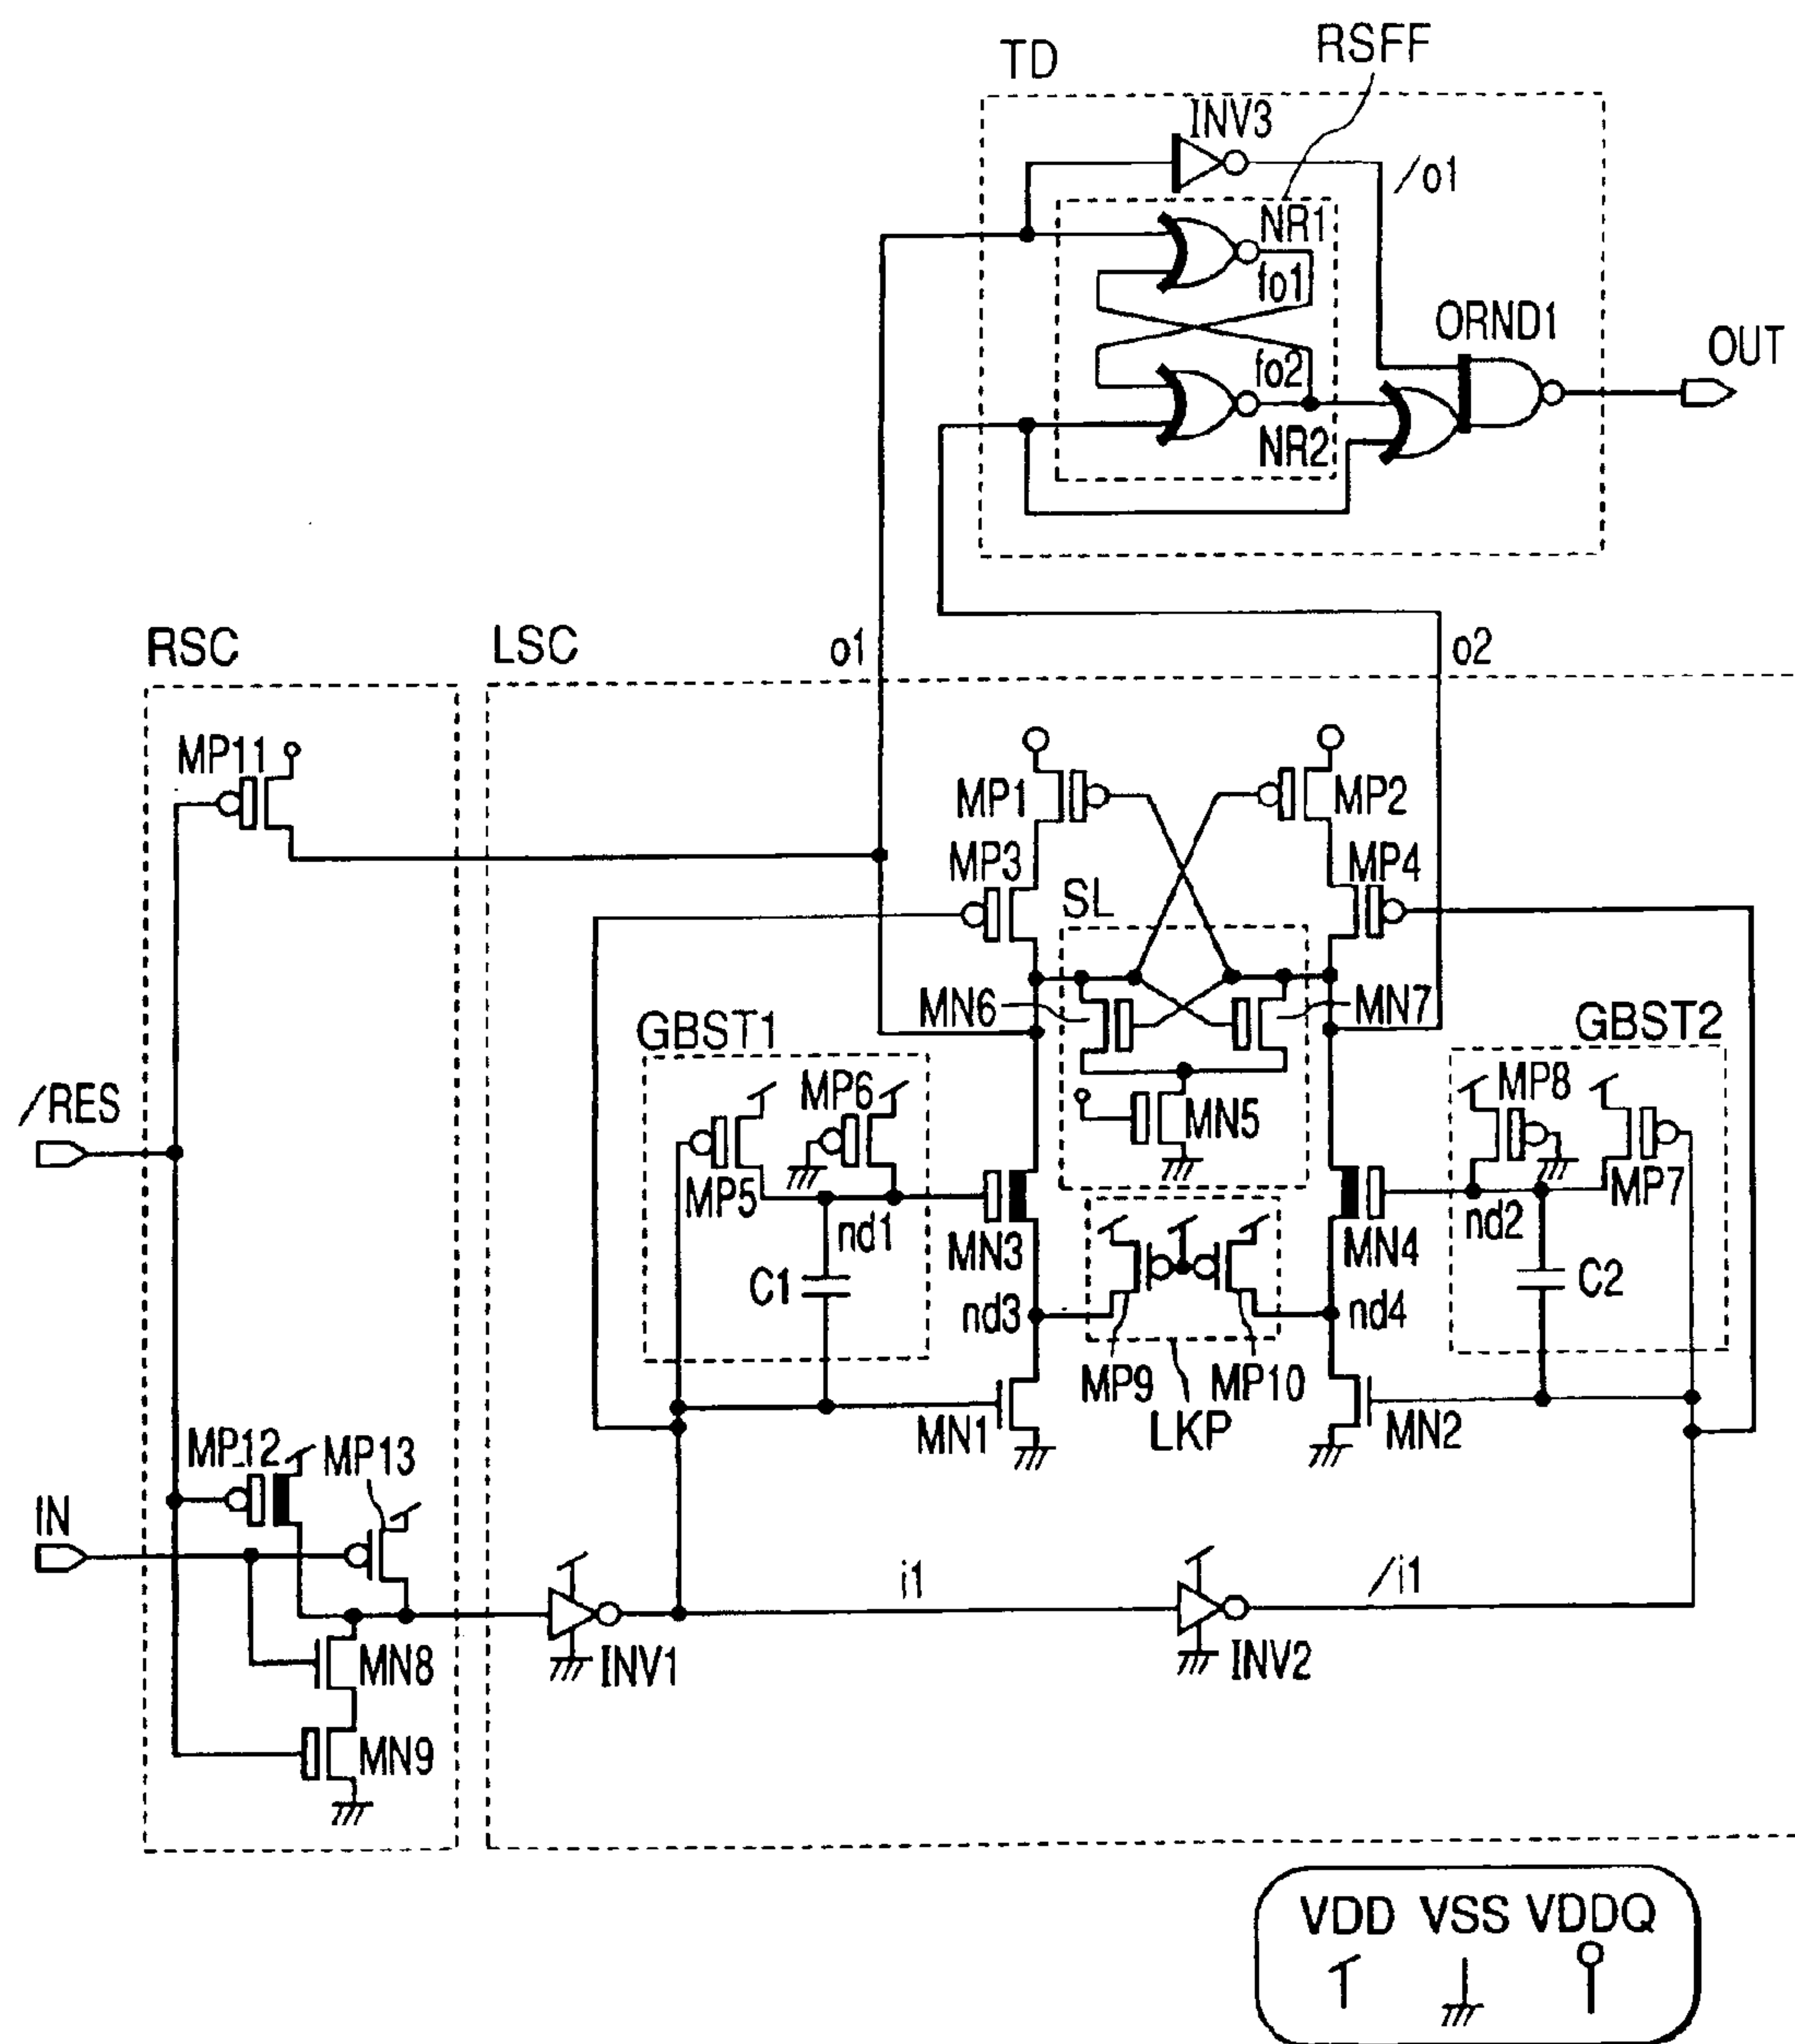 RSFF
TD
INV3
/o1
NR1
fo1
ORND1
OUT
fo2
NR2
RSC
LSC
o1
o2
MP11
MP1
MP2
MP3
MP4
SL
MN6
MN7
GBST1
GBST2
MP6
MP8
/RES
MN5
MP5
MP7
nd1
MN3
MN4
nd2
C1
C2
nd3
nd4
MP9
MP10
MN1
LKP
MN2
MP12
MP13
IN
i1
/i1
MN8
INV1
INV2
MN9
VDD VSS VDDQ